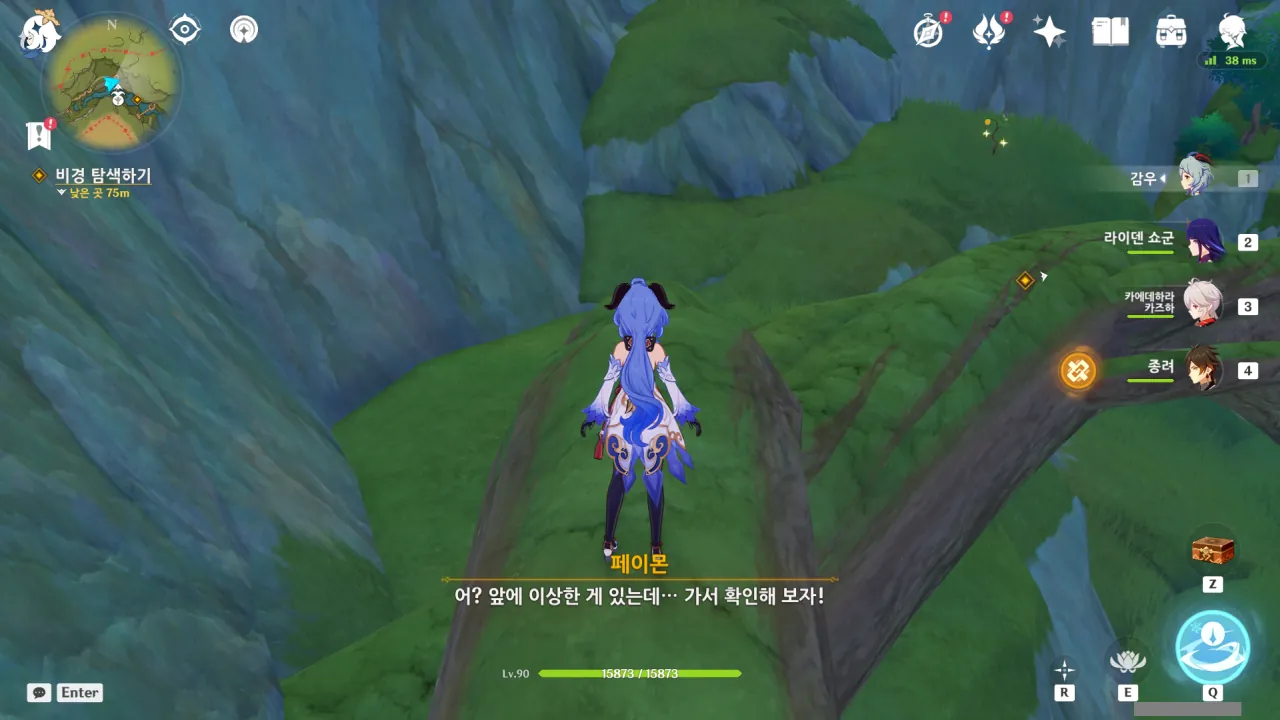 N
38 ms
비경 탐색하기
낮은 곳 75m
감우
1
라이덴 쇼군
2
카에데하라
카즈하
3
종려
4
페이몬
어? 앞에 이상한 게 있는데… 가서 확인해 보자!
Z
Lv.90
15873 / 15873
Enter
R
E
Q